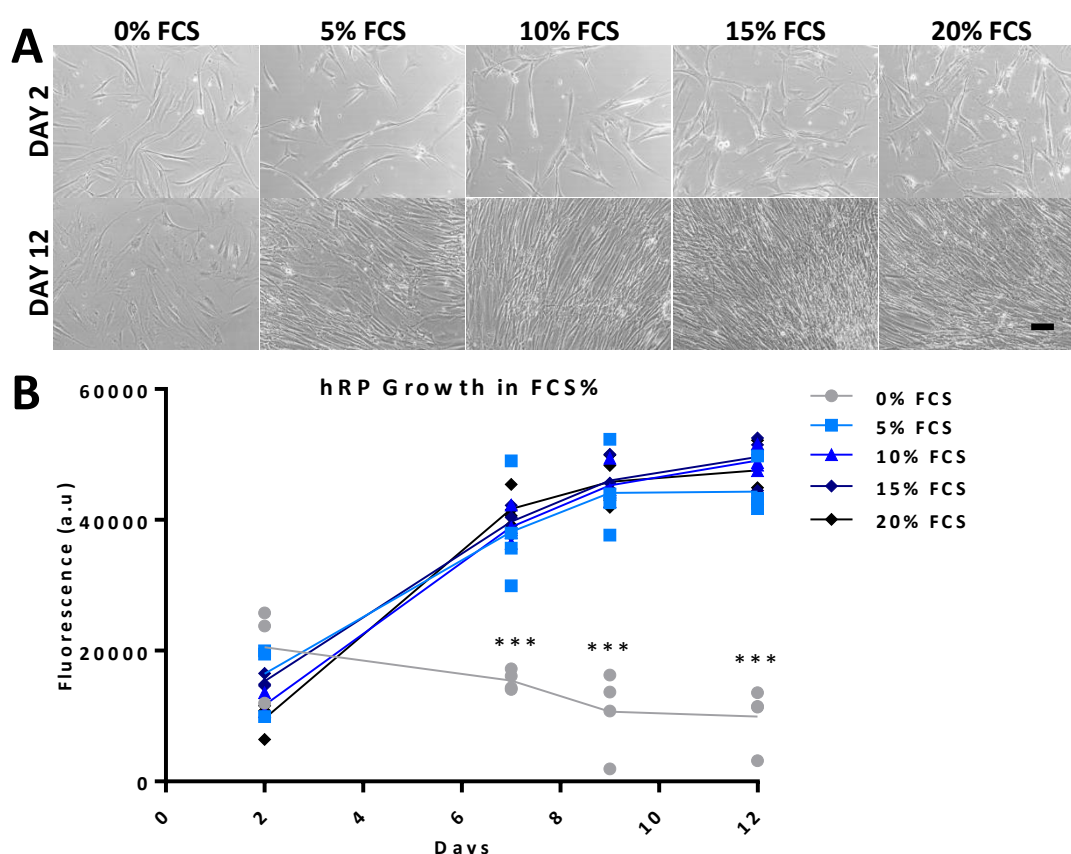 A
0% FCS 5% FCS 10% FCS 15% FCS 20% FCS
DAY 2
DAY 12
B
hRP Growth in FCS%
Fluorescence (a.u)
60000
40000
20000
0
*** *** ***
0 2 4 6 8 10 12
Days
0% FCS
5% FCS
10% FCS
15% FCS
20% FCS